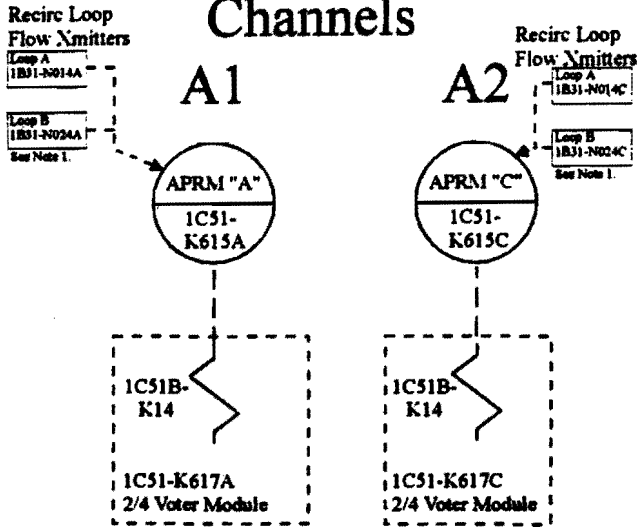 Channels
Recirc Loop
Flow Xmitters
Loop A
1B31-N014A
Loop B
1B31-N024A
See Note 1.
A1
APRM "A"
1C51-
K615A
1C51B-
K14
1C51-K617A
2/4 Voter Module
A2
Recirc Loop
Flow Xmitters
Loop A
1B31-N014C
Loop B
1B31-N024C
See Note 1.
APRM "C"
1C51-
K615C
1C51B-
K14
1C51-K617C
2/4 Voter Module